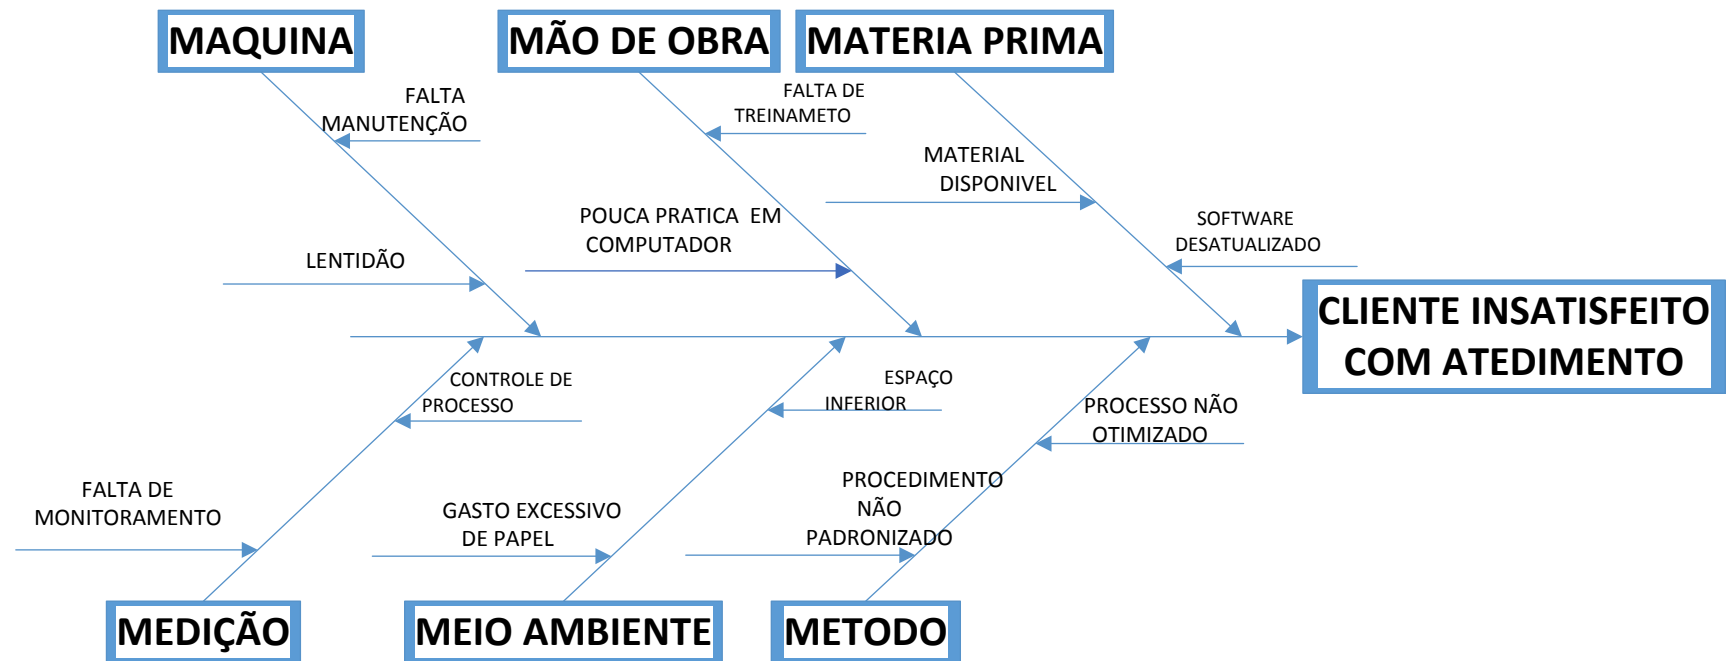 MAQUINA
MÃO DE OBRA
MATERIA PRIMA
FALTA
MANUTENÇÃO
FALTA DE
TREINAMETO
MATERIAL
DISPONIVEL
POUCA PRATICA EM
COMPUTADOR
SOFTWARE
DESATUALIZADO
LENTIDÃO
CLIENTE INSATISFEITO
COM ATEDIMENTO
CONTROLE DE
PROCESSO
ESPAÇO
INFERIOR
PROCESSO NÃO
OTIMIZADO
FALTA DE
MONITORAMENTO
GASTO EXCESSIVO
DE PAPEL
PROCEDIMENTO
NÃO
PADRONIZADO
MEDIÇÃO
MEIO AMBIENTE
METODO